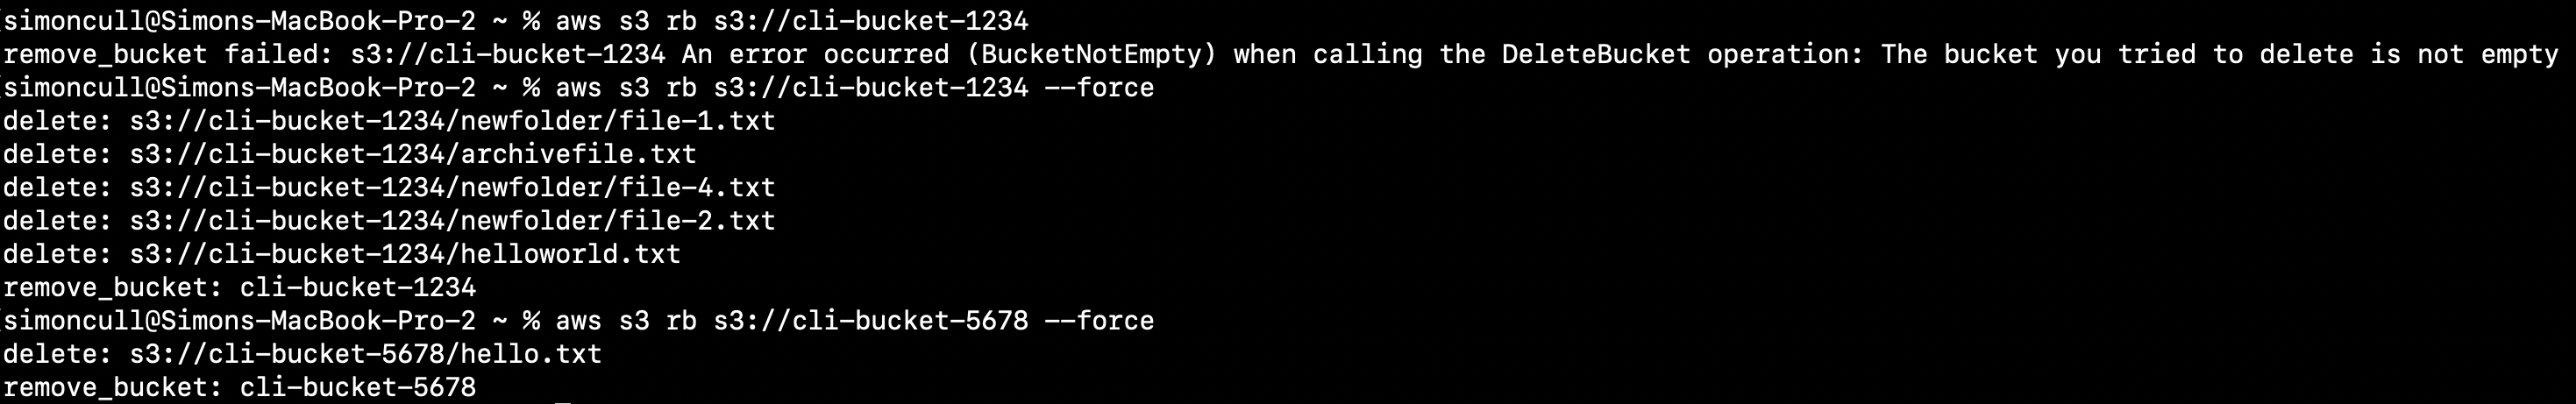 simoncull@Simons-MacBook-Pro-2 ~ % aws s3 rb s3://cli-bucket-1234
remove_bucket failed: s3://cli-bucket-1234 An error occurred (BucketNotEmpty) when calling the DeleteBucket operation: The bucket you tried to delete is not empty
simoncull@Simons-MacBook-Pro-2 ~ % aws s3 rb s3://cli-bucket-1234 --force
delete: s3://cli-bucket-1234/newfolder/file-1.txt
delete: s3://cli-bucket-1234/archivefile.txt
delete: s3://cli-bucket-1234/newfolder/file-4.txt
delete: s3://cli-bucket-1234/newfolder/file-2.txt
delete: s3://cli-bucket-1234/helloworld.txt
remove_bucket: cli-bucket-1234
simoncull@Simons-MacBook-Pro-2 ~ % aws s3 rb s3://cli-bucket-5678 --force
delete: s3://cli-bucket-5678/hello.txt
remove_bucket: cli-bucket-5678